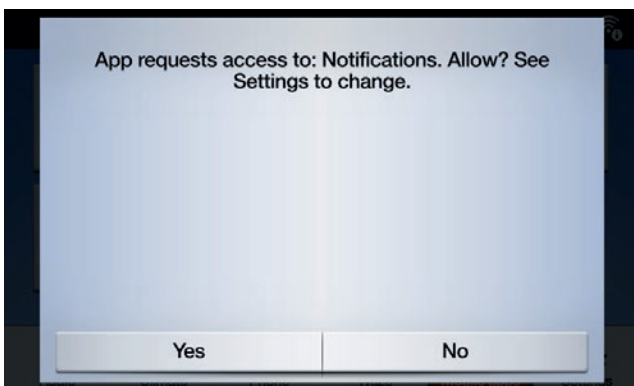 App requests access to: Notifications. Allow? See
Settings to change.
Yes
No